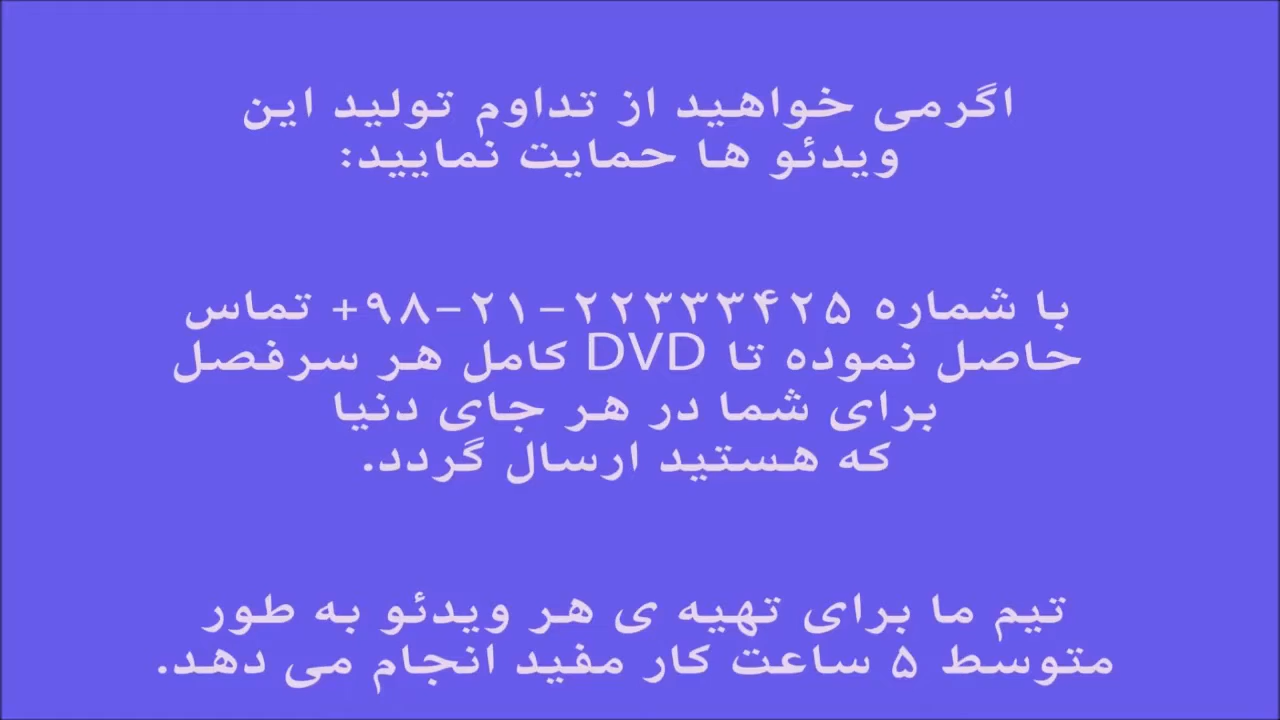 اگرمی خواهید از تداوم تولید این
ویدئو ها حمایت نمایید:
با شماره ۲۲۳۳۳۴۲۵-۲۱-۹۸+ تماس
حاصل نموده تا DVD کامل هر سرفصل
برای شما در هر جای دنیا
که هستید ارسال گردد.
تیم ما برای تهیه ی هر ویدئو به طور
متوسط ۵ ساعت کار مفید انجام می دهد.